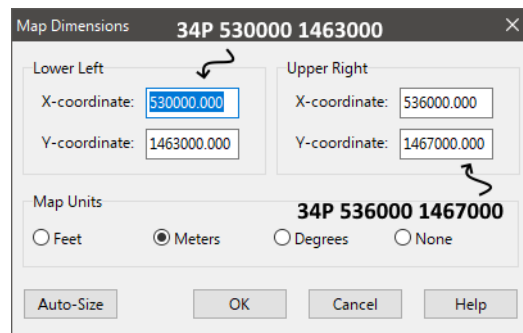 Map Dimensions
34P 530000 1463000
Lower Left
Upper Right
X-coordinate: 530000.000
X-coordinate: 536000.000
Y-coordinate: 1463000.000
Y-coordinate: 1467000.000
Map Units
34P 536000 1467000
Feet
Meters
Degrees
None
Auto-Size
OK
Cancel
Help